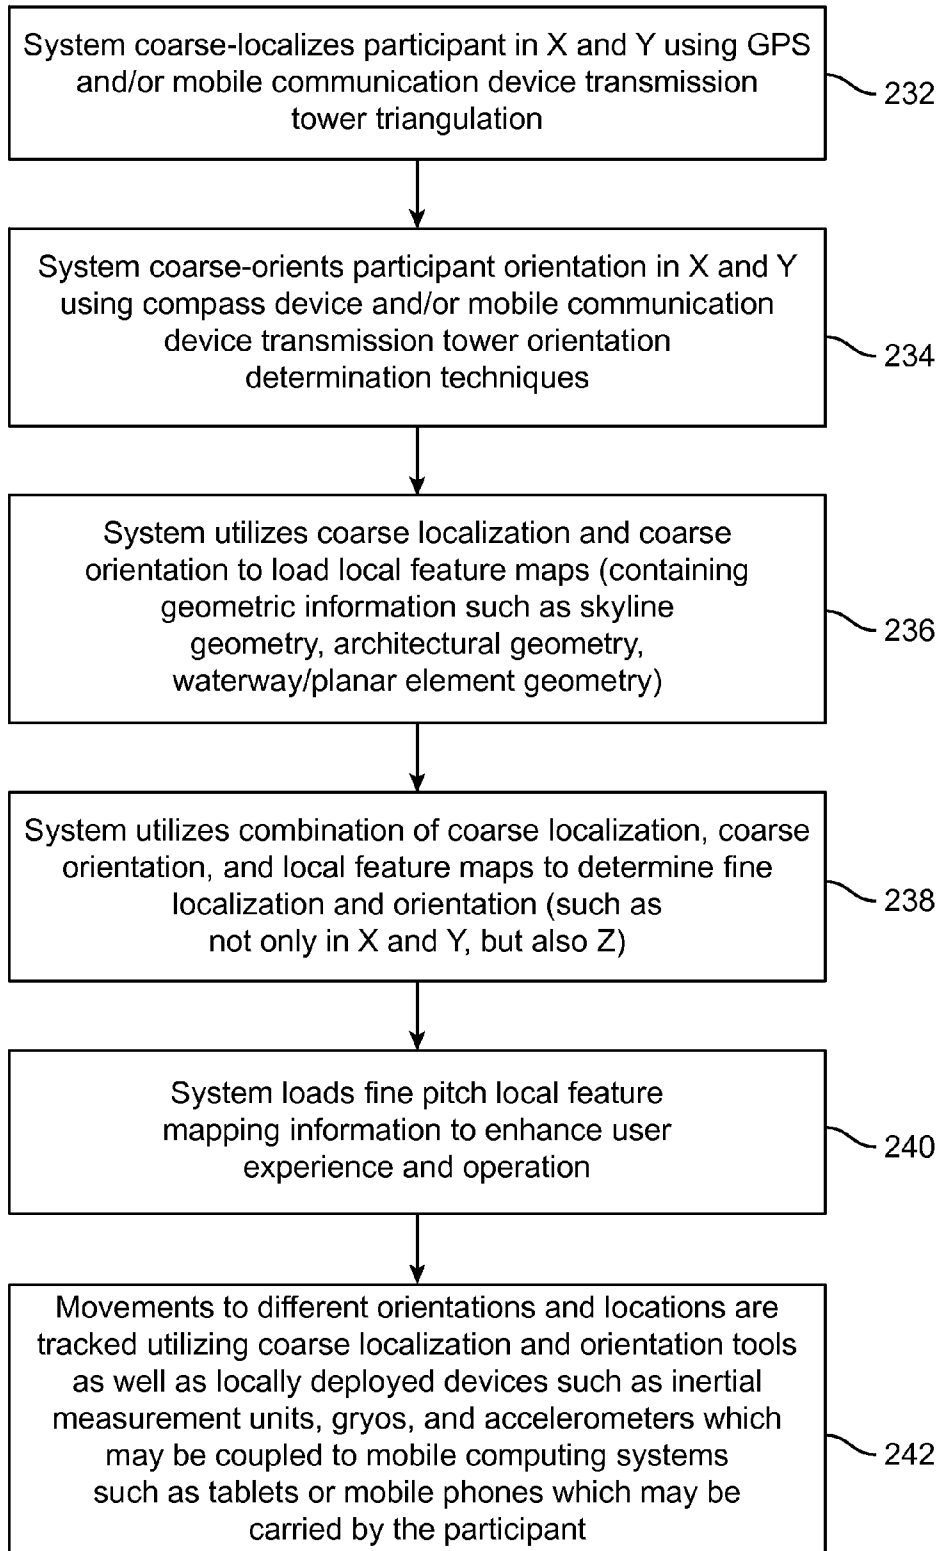 System coarse-localizes participant in X and Y using GPS
and/or mobile communication device transmission
tower triangulation
232
System coarse-orients participant orientation in X and Y
using compass device and/or mobile communication
device transmission tower orientation
determination techniques
234
System utilizes coarse localization and coarse
orientation to load local feature maps (containing
geometric information such as skyline
geometry, architectural geometry,
waterway/planar element geometry)
236
System utilizes combination of coarse localization, coarse
orientation, and local feature maps to determine fine
localization and orientation (such as
not only in X and Y, but also Z)
238
System loads fine pitch local feature
mapping information to enhance user
experience and operation
240
Movements to different orientations and locations are
tracked utilizing coarse localization and orientation tools
as well as locally deployed devices such as inertial
measurement units, gryos, and accelerometers which
may be coupled to mobile computing systems
such as tablets or mobile phones which may be
carried by the participant
242